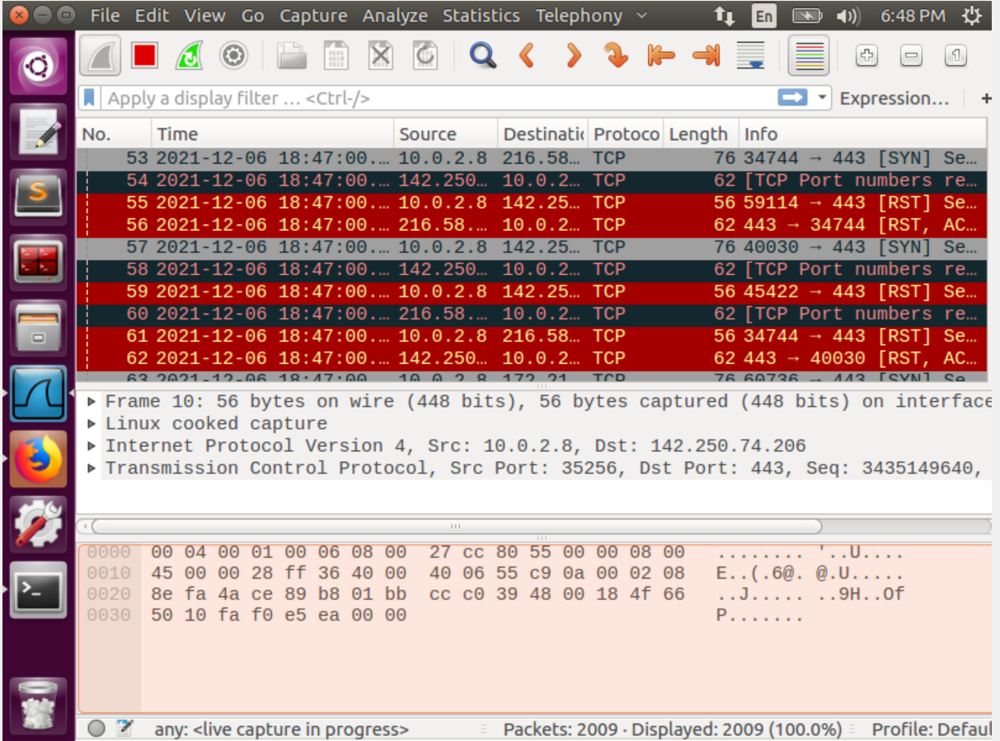 File Edit View Go Capture Analyze Statistics Telephony En 6:48 PM
Apply a display filter … <Ctrl-/> Expression… +
No. Time Source Destinatio Protoco Length Info
53 2021-12-06 18:47:00.… 10.0.2.8 216.58… TCP 76 34744 → 443 [SYN] Se…
54 2021-12-06 18:47:00.… 142.250… 10.0.2… TCP 62 [TCP Port numbers re…
55 2021-12-06 18:47:00.… 10.0.2.8 142.25… TCP 56 59114 → 443 [RST] Se…
56 2021-12-06 18:47:00.… 216.58.… 10.0.2… TCP 62 443 → 34744 [RST, AC…
57 2021-12-06 18:47:00.… 10.0.2.8 142.25… TCP 76 40030 → 443 [SYN] Se…
58 2021-12-06 18:47:00.… 142.250… 10.0.2… TCP 62 [TCP Port numbers re…
59 2021-12-06 18:47:00.… 10.0.2.8 142.25… TCP 56 45422 → 443 [RST] Se…
60 2021-12-06 18:47:00.… 216.58.… 10.0.2… TCP 62 [TCP Port numbers re…
61 2021-12-06 18:47:00.… 10.0.2.8 216.58… TCP 56 34744 → 443 [RST] Se…
62 2021-12-06 18:47:00.… 142.250… 10.0.2… TCP 62 443 → 40030 [RST, AC…
63 2021-12-06 18:47:00 10.0.2.8 172.21 TCP 76 60736 → 443 [SYN] Se
Frame 10: 56 bytes on wire (448 bits), 56 bytes captured (448 bits) on interface
Linux cooked capture
Internet Protocol Version 4, Src: 10.0.2.8, Dst: 142.250.74.206
Transmission Control Protocol, Src Port: 35256, Dst Port: 443, Seq: 3435149640,
0000 00 04 00 01 00 06 08 00 27 cc 80 55 00 00 08 00 ........ '..U....
0010 45 00 00 28 ff 36 40 00 40 06 55 c9 0a 00 02 08 E..(.6@. @.U.....
0020 8e fa 4a ce 89 b8 01 bb cc c0 39 48 00 18 4f 66 ..J..... ..9H..Of
0030 50 10 fa f0 e5 ea 00 00 P.......
any: <live capture in progress> Packets: 2009 · Displayed: 2009 (100.0%) Profile: Defaul